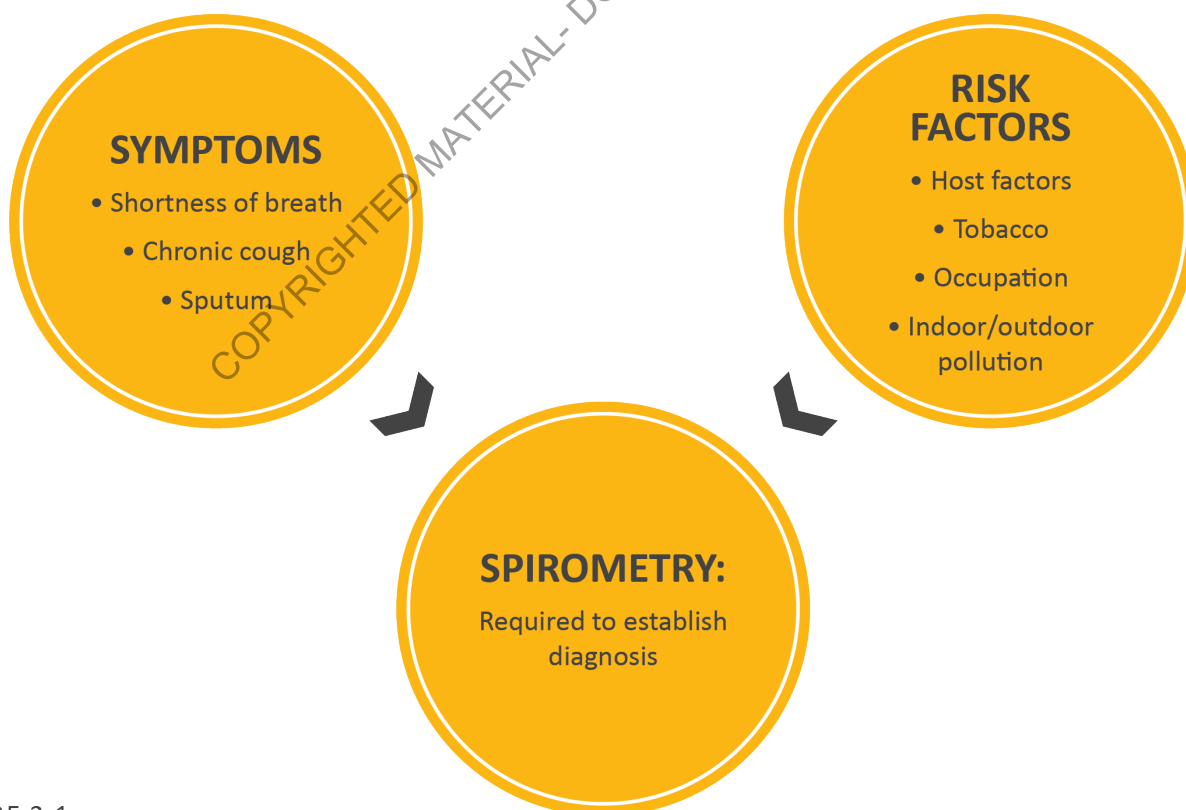 SYMPTOMS
• Shortness of breath
• Chronic cough
• Sputum
RISK
FACTORS
• Host factors
• Tobacco
• Occupation
• Indoor/outdoor
pollution
SPIROMETRY:
Required to establish
diagnosis
COPYRIGHTED MATERIAL-